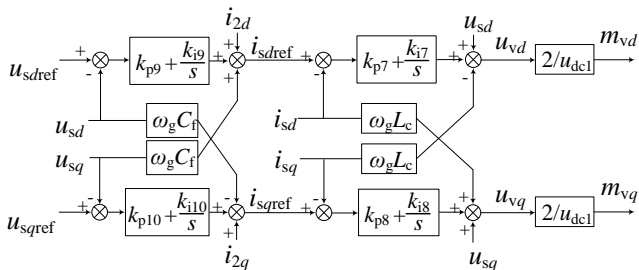 i2d
usd
usdref
+
-
kp9 + ki9/s
+
+
+
isdref
+
-
kp7 + ki7/s
+
+
-
uvd
2/udc1
mvd
usd
ωgCf
isd
ωgLc
usq
ωgCf
isq
ωgLc
usqref
+
-
kp10 + ki10/s
+
-
+
isqref
+
-
kp8 + ki8/s
+
+
+
uvq
2/udc1
mvq
i2q
usq